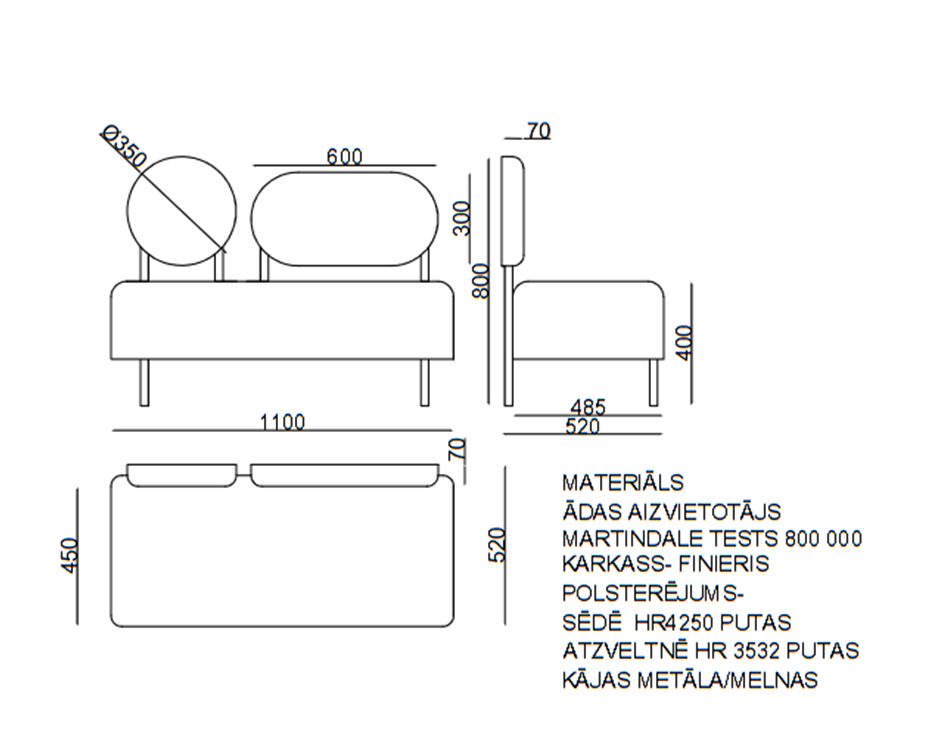 Ø350
600
70
300
800
400
485
520
1100
70
450
520
MATERIĀLS
ĀDAS AIZVIETOTĀJS
MARTINDALE TESTS 800 000
KARKASS- FINIERIS
POLSTERĒJUMS-
SĒDĒ HR4250 PUTAS
ATZVELTNĒ HR 3532 PUTAS
KĀJAS METĀLA/MELNAS